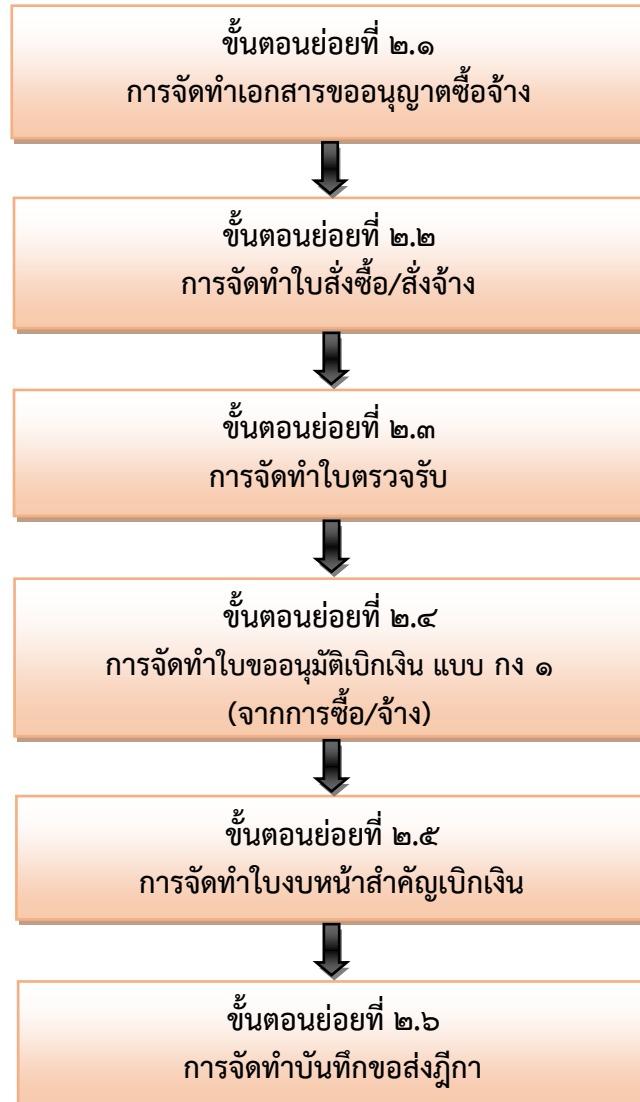 ขั้นตอนย่อยที่ ๒.๑
การจัดทำเอกสารขออนุญาตซื้อจ้าง
ขั้นตอนย่อยที่ ๒.๒
การจัดทำใบสั่งซื้อ/สั่งจ้าง
ขั้นตอนย่อยที่ ๒.๓
การจัดทำใบตรวจรับ
ขั้นตอนย่อยที่ ๒.๔
การจัดทำใบขออนุมัติเบิกเงิน แบบ กง ๑
(จากการซื้อ/จ้าง)
ขั้นตอนย่อยที่ ๒.๕
การจัดทำใบงบหน้าสำคัญเบิกเงิน
ขั้นตอนย่อยที่ ๒.๖
การจัดทำบันทึกขอส่งฎีกา